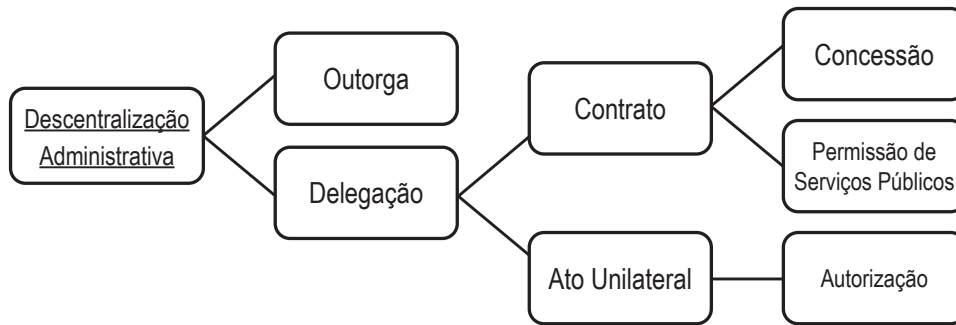 Descentralização
Administrativa
Outorga
Delegação
Contrato
Ato Unilateral
Concessão
Permissão de
Serviços Públicos
Autorização